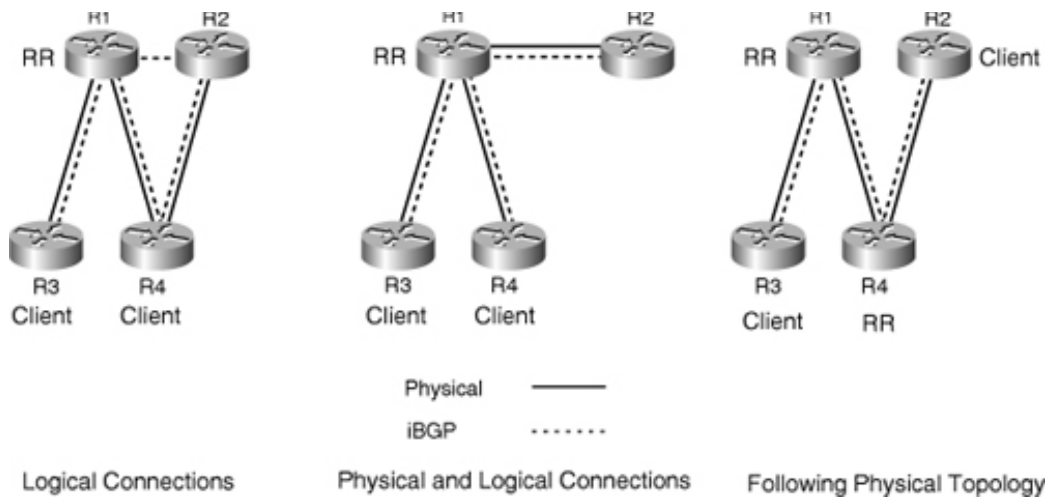 R1
R2
RR
R3
Client
R4
Client
R1
R2
RR
R3
Client
R4
Client
R1
R2
RR
Client
R3
Client
R4
RR
Physical
iBGP
Logical Connections
Physical and Logical Connections
Following Physical Topology